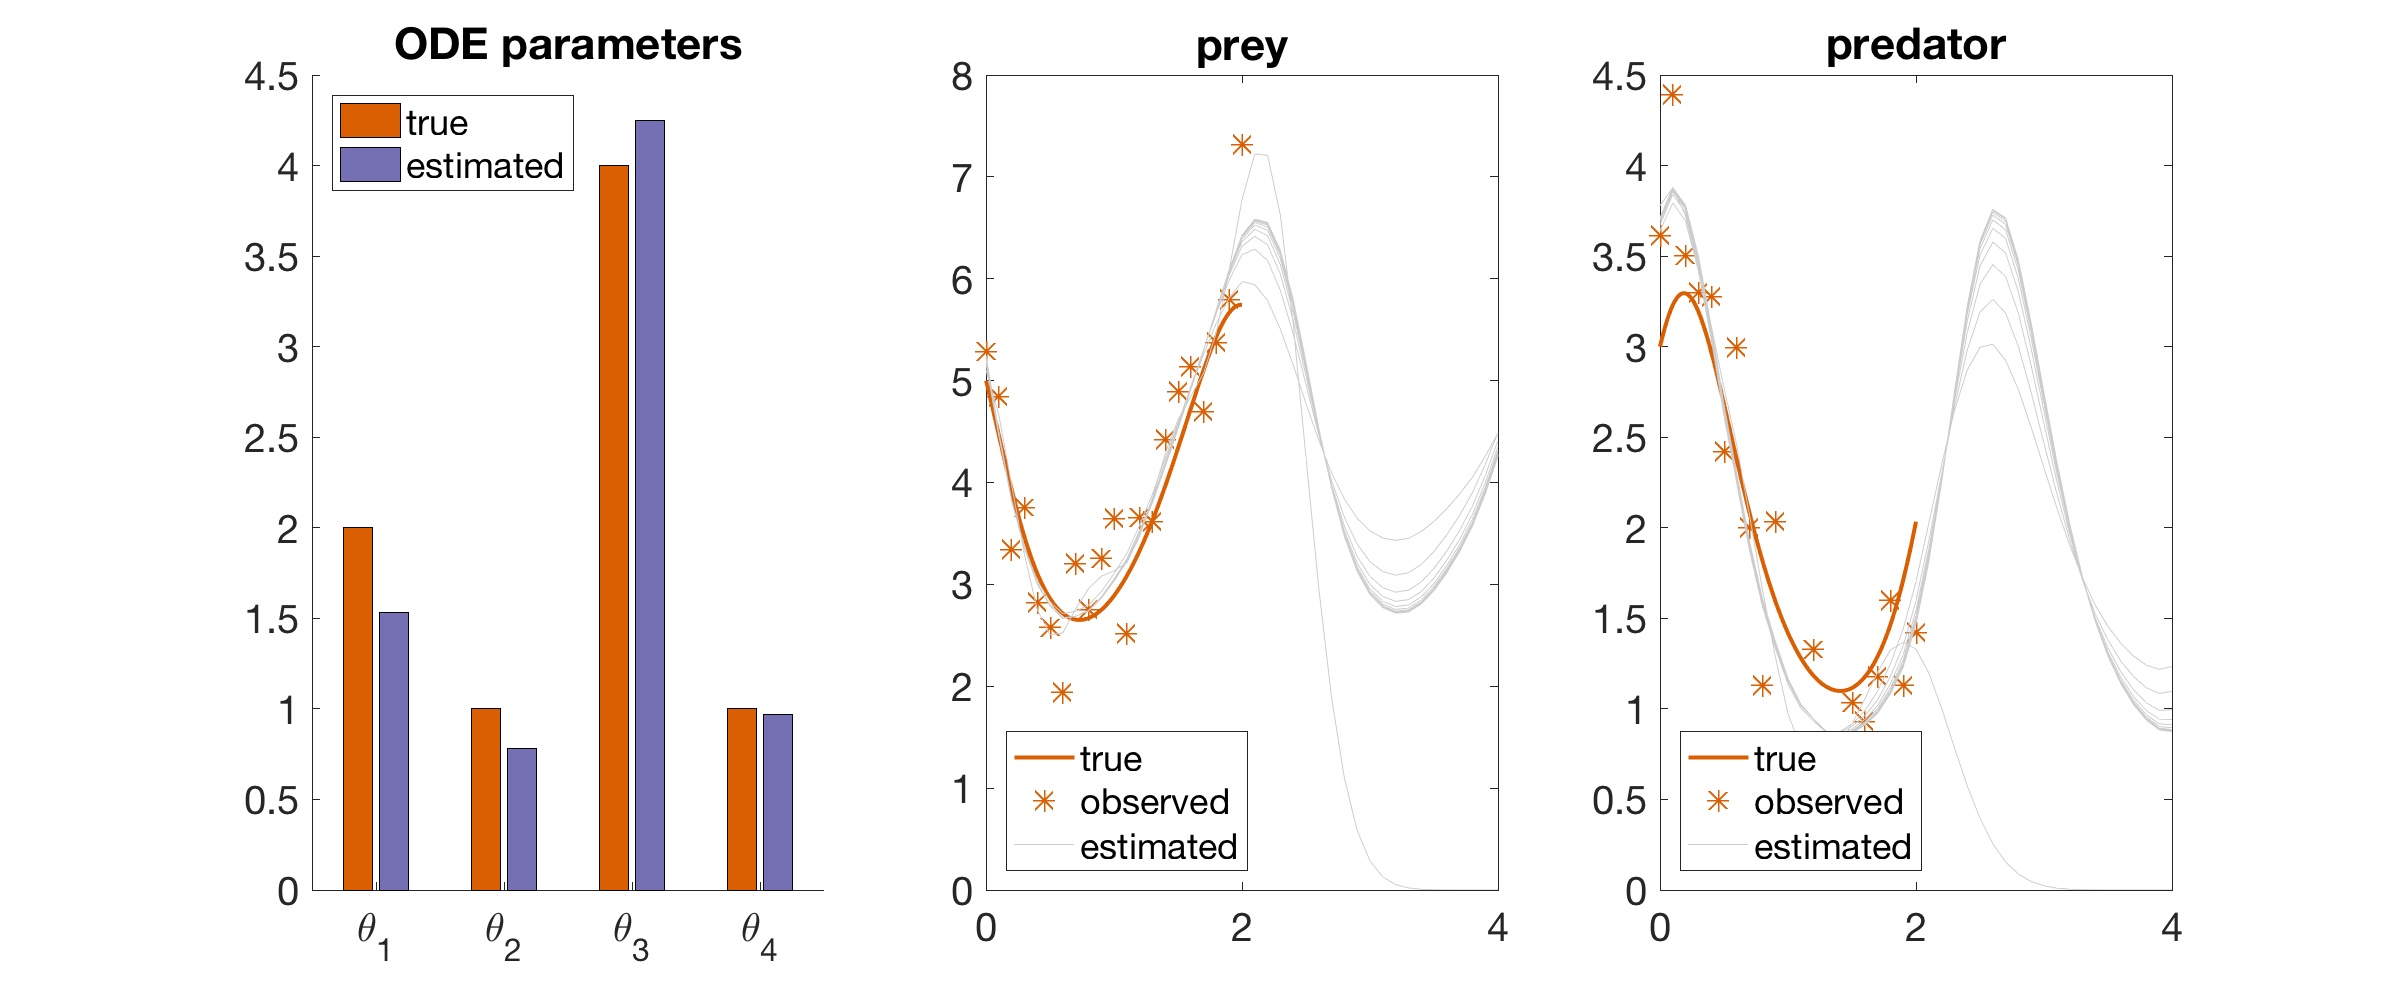 ODE parameters
4.5
4
3.5
3
2.5
2
1.5
1
0.5
0
true
estimated
θ1
θ2
θ3
θ4
prey
8
7
6
5
4
3
2
1
0
true
observed
estimated
0
2
4
predator
4.5
4
3.5
3
2.5
2
1.5
1
0.5
0
true
observed
estimated
0
2
4